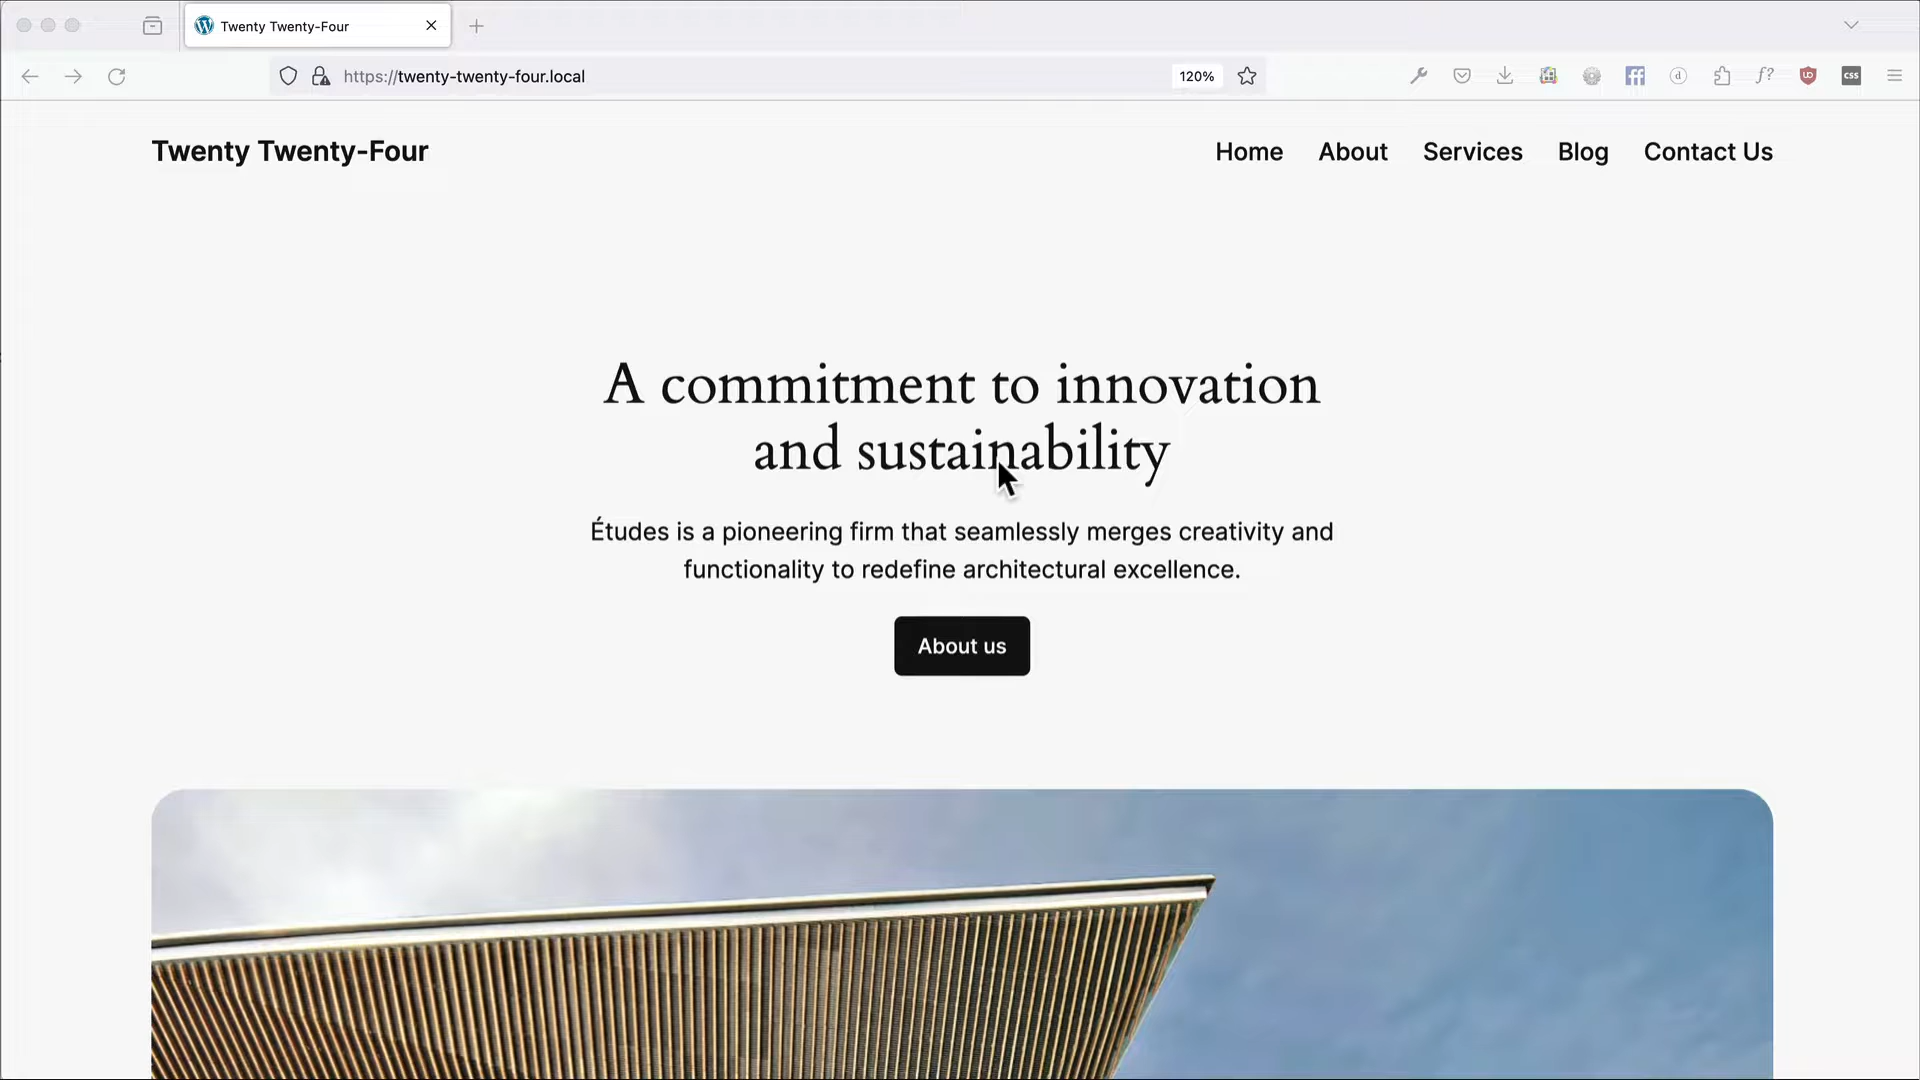 Twenty Twenty-Four
https://twenty-twenty-four.local
120%
f?
css
Twenty Twenty-Four
Home About Services Blog Contact Us
A commitment to innovation
and sustainability
Études is a pioneering firm that seamlessly merges creativity and
functionality to redefine architectural excellence.
About us